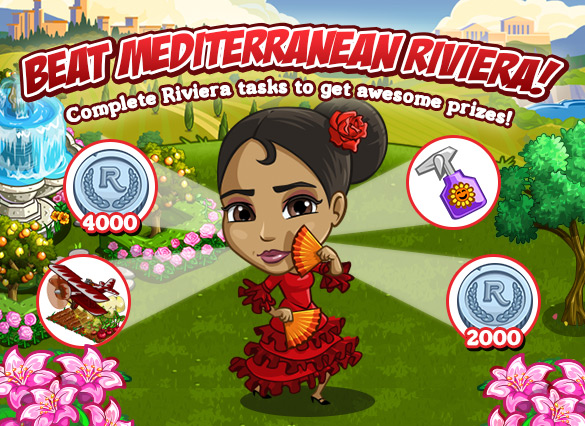 BEAT MEDITERRANEAN RIVIERA!
Complete Riviera tasks to get awesome prizes!
R
4000
R
2000